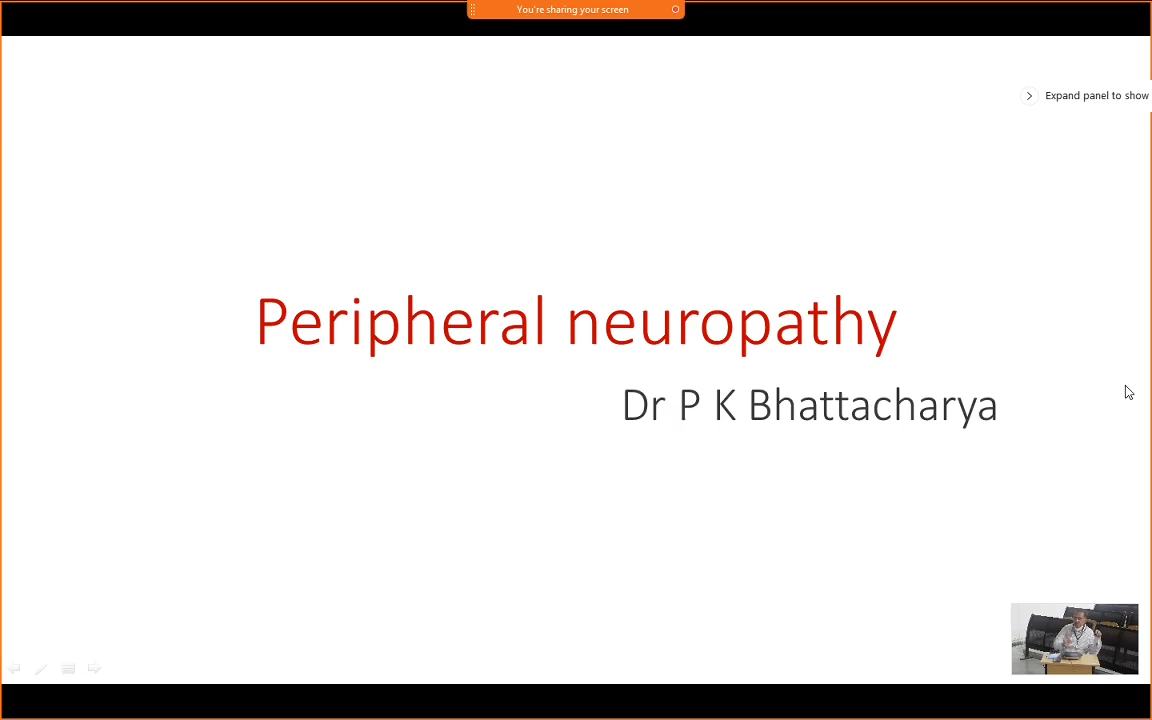 You're sharing your screen
Expand panel to show
Peripheral neuropathy
Dr P K Bhattacharya